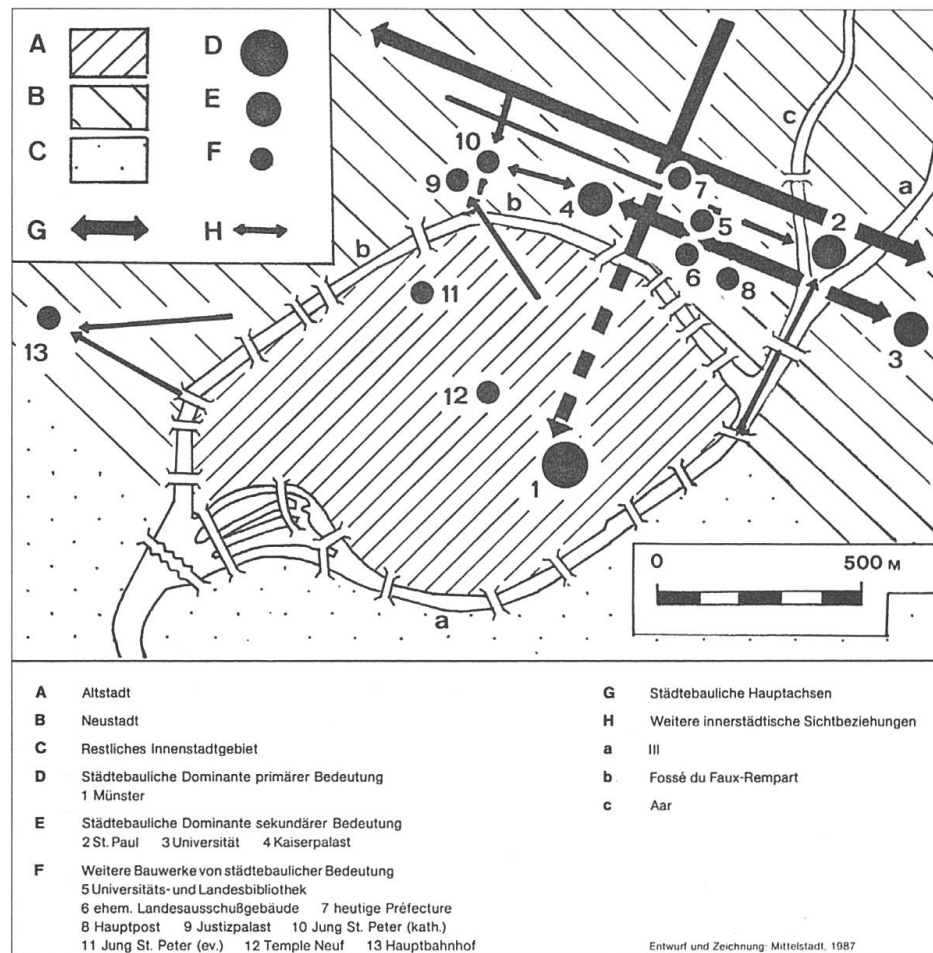 A
B
C
D
E
F
G
H
10
9
b
b
4
7
5
6
8
2
3
c
a
11
12
13
1
a
0 500 M
A Altstadt
B Neustadt
C Restliches Innenstadtgebiet
D Städtebauliche Dominante primärer Bedeutung
1 Münster
E Städtebauliche Dominante sekundärer Bedeutung
2 St. Paul 3 Universität 4 Kaiserpalast
F Weitere Bauwerke von städtebaulicher Bedeutung
5 Universitäts- und Landesbibliothek
6 ehem. Landesausschußgebäude 7 heutige Préfecture
8 Hauptpost 9 Justizpalast 10 Jung St. Peter (kath.)
11 Jung St. Peter (ev.) 12 Temple Neuf 13 Hauptbahnhof
G Städtebauliche Hauptachsen
H Weitere innerstädtische Sichtbeziehungen
a Ill
b Fossé du Faux-Rempart
c Aar
Entwurf und Zeichnung: Mittelstadt, 1987